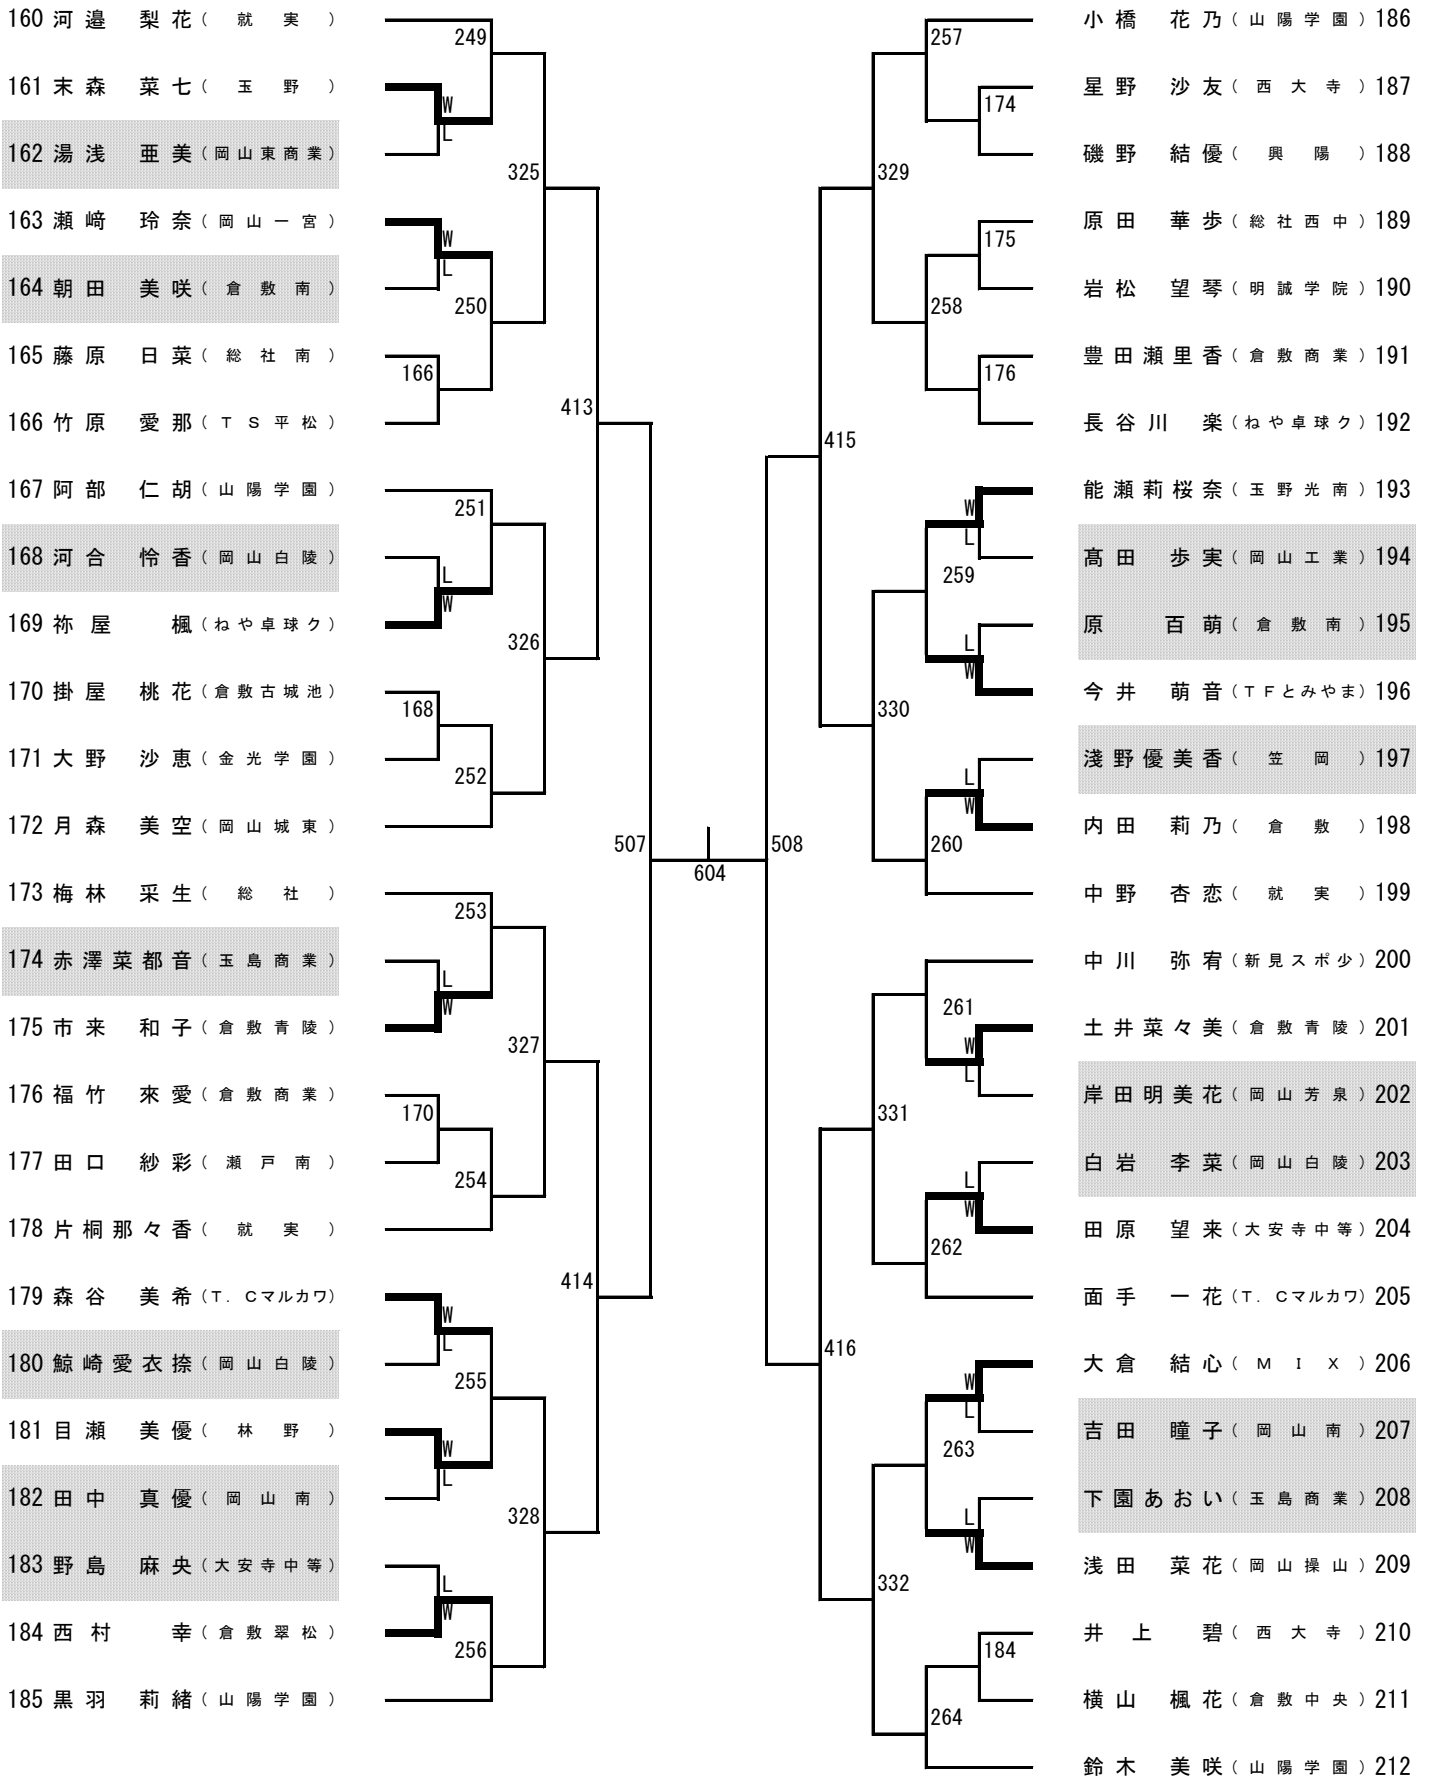 160 河邉 梨花（就実）
249
161 末森 菜七（玉野）
W
L
162 湯浅 亜美（岡山東商業）
325
163 瀬﨑 玲奈（岡山一宮）
W
L
164 朝田 美咲（倉敷南）
250
165 藤原 日菜（総社南）
166
413
166 竹原 愛那（ＴＳ平松）
167 阿部 仁胡（山陽学園）
251
168 河合 怜香（岡山白陵）
L
W
169 祢屋 楓（ねや卓球ク）
326
170 掛屋 桃花（倉敷古城池）
168
171 大野 沙恵（金光学園）
252
172 月森 美空（岡山城東）
507
173 梅林 采生（総社）
253
174 赤澤菜都音（玉島商業）
L
W
175 市来 和子（倉敷青陵）
327
176 福竹 來愛（倉敷商業）
170
177 田口 紗彩（瀬戸南）
254
178 片桐那々香（就実）
414
179 森谷 美希（Ｔ．Ｃマルカワ）
W
L
180 鯨崎愛衣捺（岡山白陵）
255
181 目瀬 美優（林野）
W
L
182 田中 真優（岡山南）
328
183 野島 麻央（大安寺中等）
L
W
184 西村 幸（倉敷翠松）
256
185 黒羽 莉緒（山陽学園）
604
小橋 花乃（山陽学園）186
257
星野 沙友（西大寺）187
174
磯野 結優（興陽）188
329
原田 華歩（総社西中）189
175
岩松 望琴（明誠学院）190
258
豊田瀬里香（倉敷商業）191
176
長谷川 楽（ねや卓球ク）192
415
能瀬莉桜奈（玉野光南）193
W
L
髙田 歩実（岡山工業）194
259
原 百萌（倉敷南）195
L
W
今井 萌音（ＴＦとみやま）196
330
淺野優美香（笠岡）197
L
W
内田 莉乃（倉敷）198
508
260
中野 杏恋（就実）199
中川 弥宥（新見スポ少）200
261
土井菜々美（倉敷青陵）201
W
L
岸田明美花（岡山芳泉）202
331
白岩 李菜（岡山白陵）203
L
W
田原 望来（大安寺中等）204
262
面手 一花（Ｔ．Ｃマルカワ）205
416
大倉 結心（ＭＩＸ）206
W
L
吉田 瞳子（岡山南）207
263
下園あおい（玉島商業）208
L
W
浅田 菜花（岡山操山）209
332
井上 碧（西大寺）210
184
横山 楓花（倉敷中央）211
264
鈴木 美咲（山陽学園）212